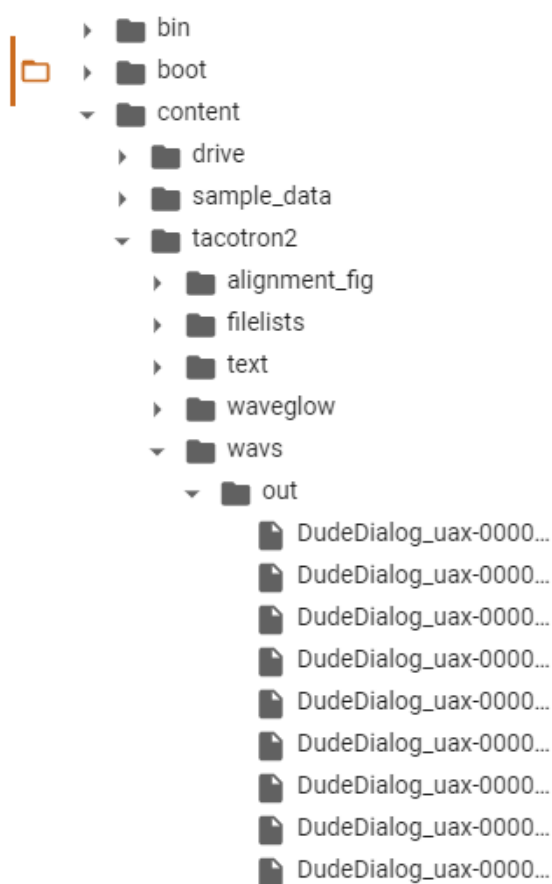 bin
boot
content
drive
sample_data
tacotron2
alignment_fig
filelists
text
waveglow
wavs
out
DudeDialog_uax-0000...
DudeDialog_uax-0000...
DudeDialog_uax-0000...
DudeDialog_uax-0000...
DudeDialog_uax-0000...
DudeDialog_uax-0000...
DudeDialog_uax-0000...
DudeDialog_uax-0000...
DudeDialog_uax-0000...